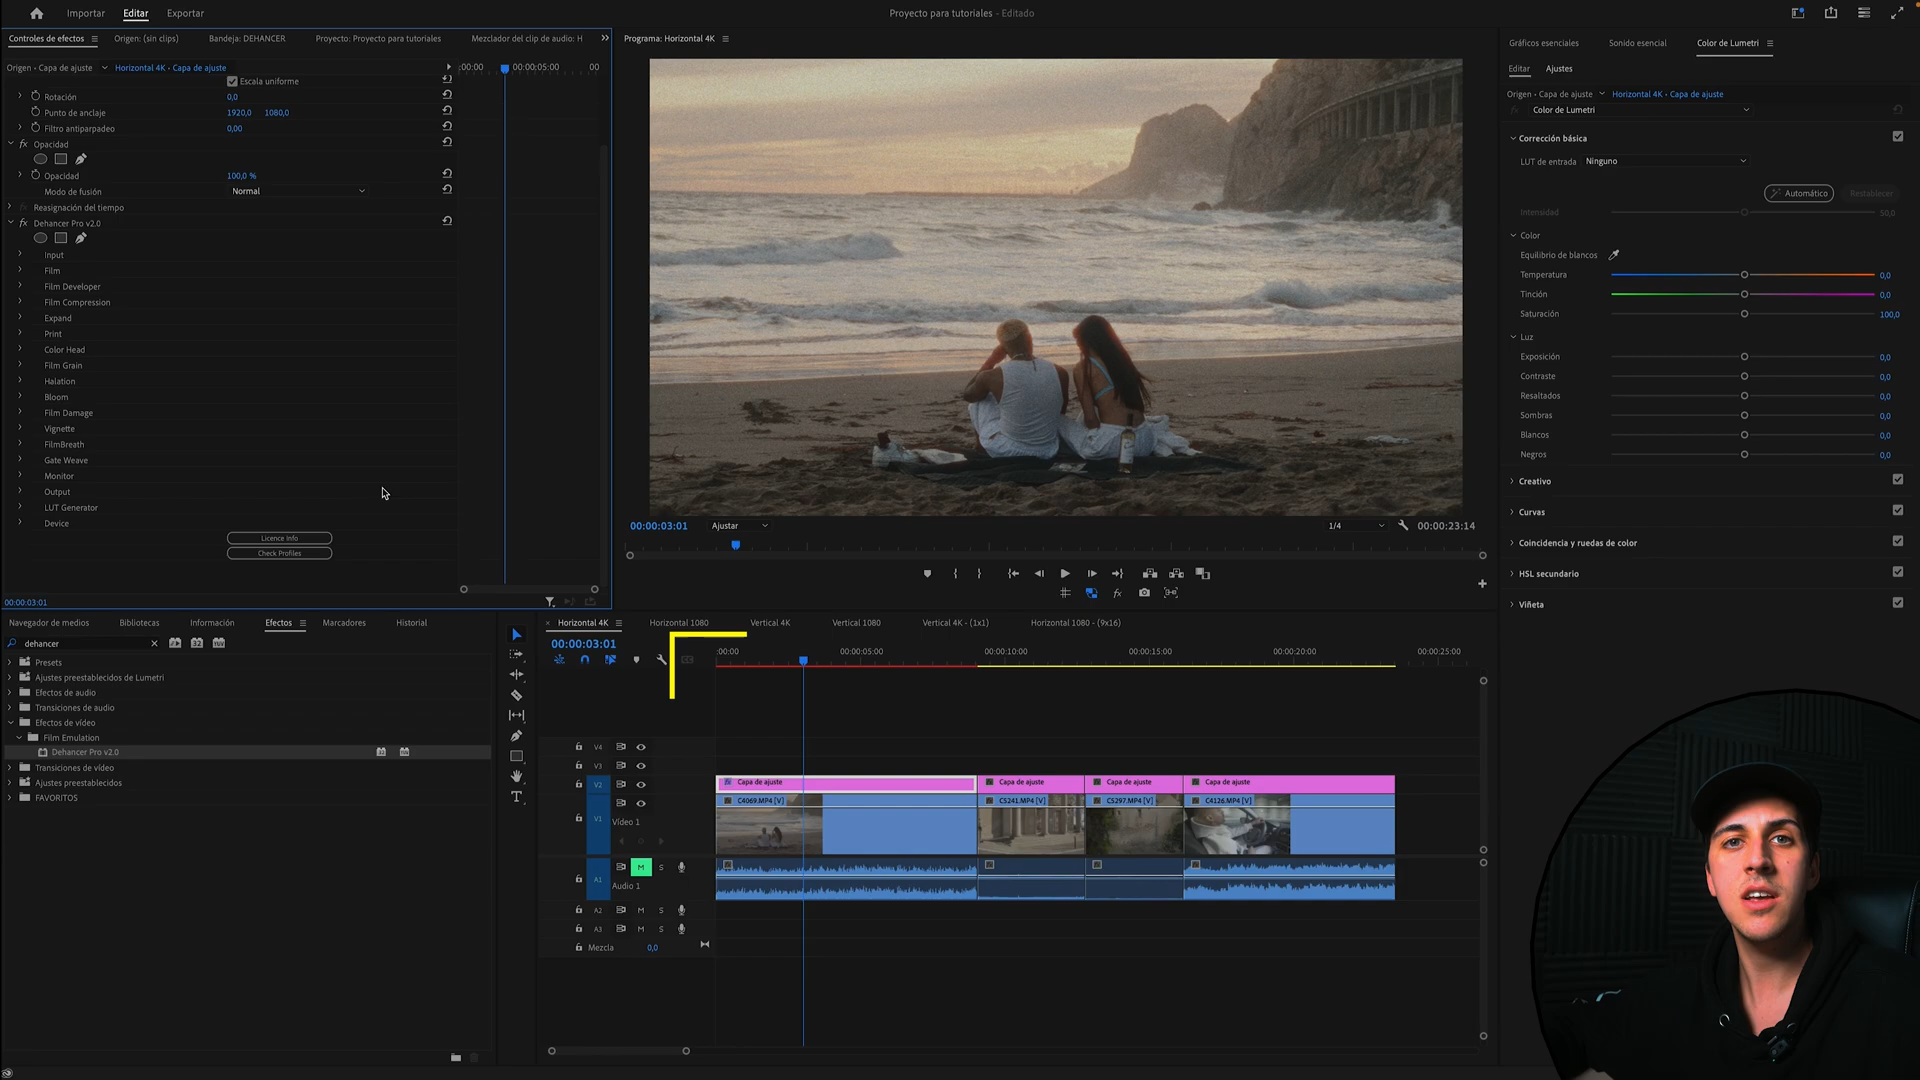 Importar
Editar
Exportar
Proyecto para tutoriales - Editado
Controles de efectos
Origen: (sin clips)
Bandeja: DEHANCER
Proyecto: Proyecto para tutoriales
Mezclador del clip de audio: H
Origen • Capa de ajuste
Horizontal 4K • Capa de ajuste
:00:00
00:00:05:00
00
Escala uniforme
Rotación
0,0
Punto de anclaje
1920,0
1080,0
Filtro antiparpadeo
0,00
fx Opacidad
Opacidad
100,0 %
Modo de fusión
Normal
fx Reasignación del tiempo
fx Dehancer Pro v2.0
Input
Film
Film Developer
Film Compression
Expand
Print
Color Head
Film Grain
Halation
Bloom
Film Damage
Vignette
FilmBreath
Gate Weave
Monitor
Output
LUT Generator
Device
Licence Info
Check Profiles
00:00:03:01
Programa: Horizontal 4K
00:00:03:01
Ajustar
1/4
00:00:23:14
fx
Gráficos esenciales
Sonido esencial
Color de Lumetri
Editar
Ajustes
Origen • Capa de ajuste
Horizontal 4K • Capa de ajuste
fx Color de Lumetri
Corrección básica
LUT de entrada
Ninguno
Automático
Restablecer
Intensidad
50,0
Color
Equilibrio de blancos
Temperatura
0,0
Tinción
0,0
Saturación
100,0
Luz
Exposición
0,0
Contraste
0,0
Resaltados
0,0
Sombras
0,0
Blancos
0,0
Negros
0,0
Creativo
Curvas
Coincidencia y ruedas de color
HSL secundario
Viñeta
Navegador de medios
Bibliotecas
Información
Efectos
Marcadores
Historial
dehancer
32
Presets
Ajustes preestablecidos de Lumetri
Efectos de audio
Transiciones de audio
Efectos de vídeo
Film Emulation
Dehancer Pro v2.0
Transiciones de vídeo
Ajustes preestablecidos
FAVORITOS
T
Horizontal 4K
Horizontal 1080
Vertical 4K
Vertical 1080
Vertical 4K - (1x1)
Horizontal 1080 - (9x16)
00:00:03:01
:00:00
00:00:05:00
00:00:10:00
00:00:15:00
00:00:20:00
00:00:25:00
V4
V3
V2
Capa de ajuste
Capa de ajuste
Capa de ajuste
Capa de ajuste
V1
Vídeo 1
C4069.MP4 [V]
C5241.MP4 [V]
C5297.MP4 [V]
C4126.MP4 [V]
A1
M
S
Audio 1
A2
M
S
A3
M
S
Mezcla
0,0